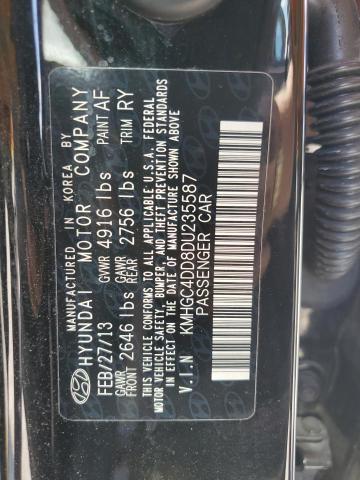 MANUFACTURED IN KOREA BY
HYUNDAI MOTOR COMPANY
FEB/27/13 GVWR 4916 lbs PAINT AF
GAWR FRONT 2646 lbs GAWR REAR 2756 lbs TRIM RY
THIS VEHICLE CONFORMS TO ALL APPLICABLE U.S.A. FEDERAL
MOTOR VEHICLE SAFETY, BUMPER, AND THEFT PREVENTION STANDARDS
IN EFFECT ON THE DATE OF MANUFACTURE SHOWN ABOVE
V.I.N KMHGC4DD8DU235587
PASSENGER CAR